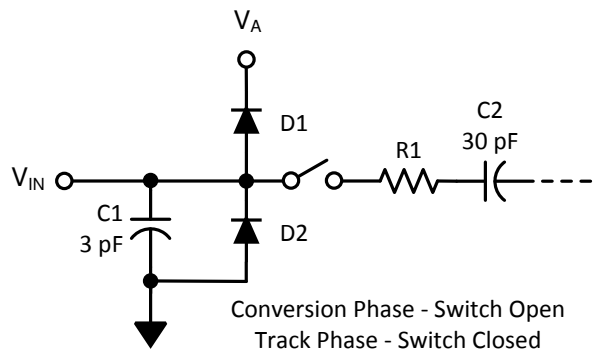 V_A
D1
C2
30 pF
R1
V_IN
C1
3 pF
D2
Conversion Phase - Switch Open
Track Phase - Switch Closed